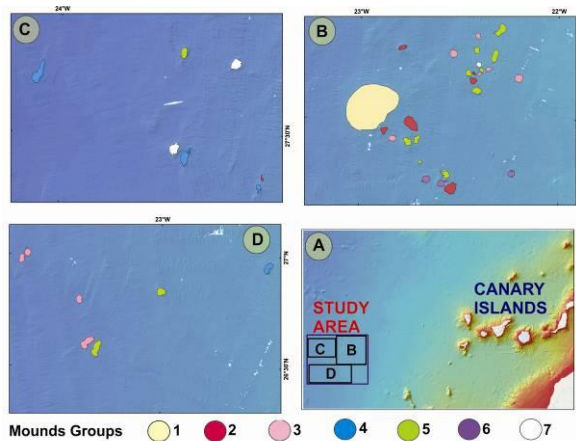 24°W
C
27°30'N
23°W
22°W
B
23°W
D
27°N
26°30'N
A
CANARY
ISLANDS
STUDY
AREA
C
B
D
Mounds Groups 1 2 3 4 5 6 7